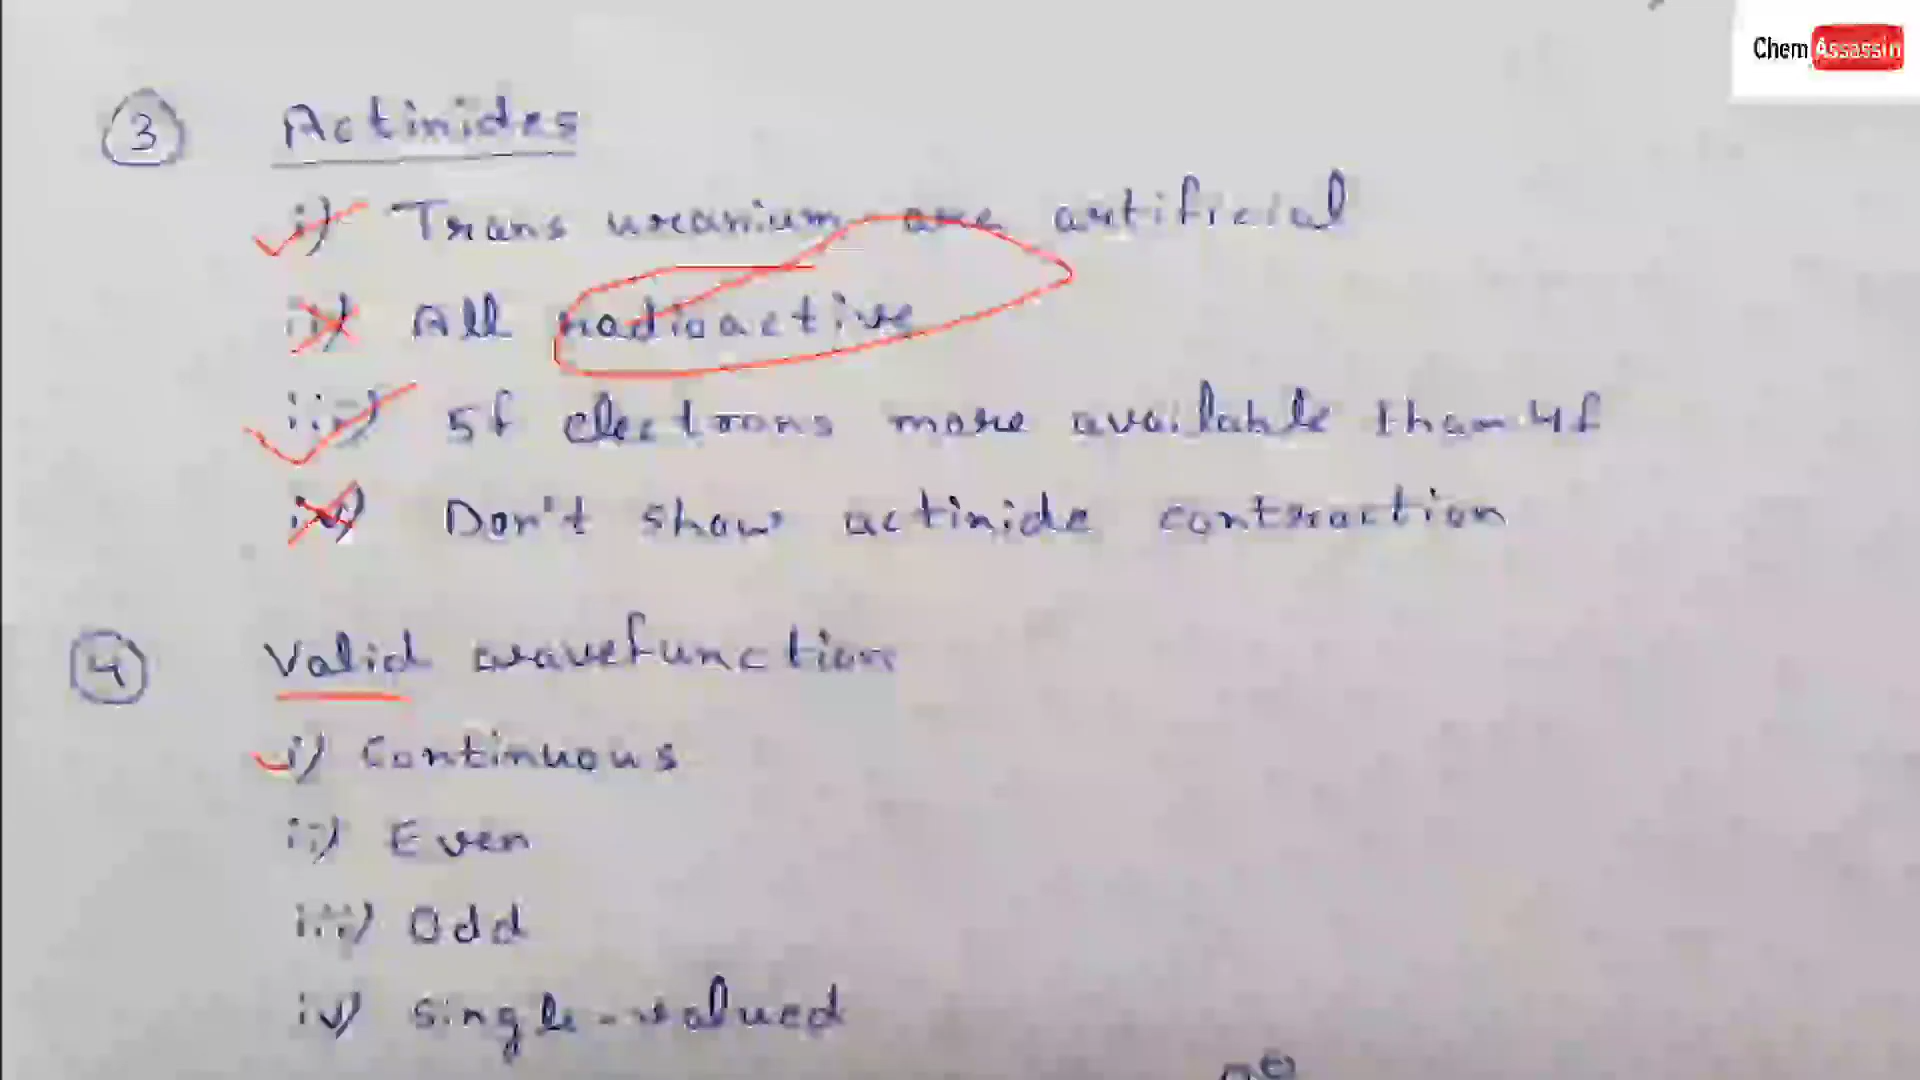 Chem Assassin
3 Actinides
i) Trans uranium are artificial
ii) All radioactive
iii) 5f electrons more available than 4f
iv) Don't show actinide contraction
4 Valid wavefunction
i) Continuous
ii) Even
iii) Odd
iv) Single-valued